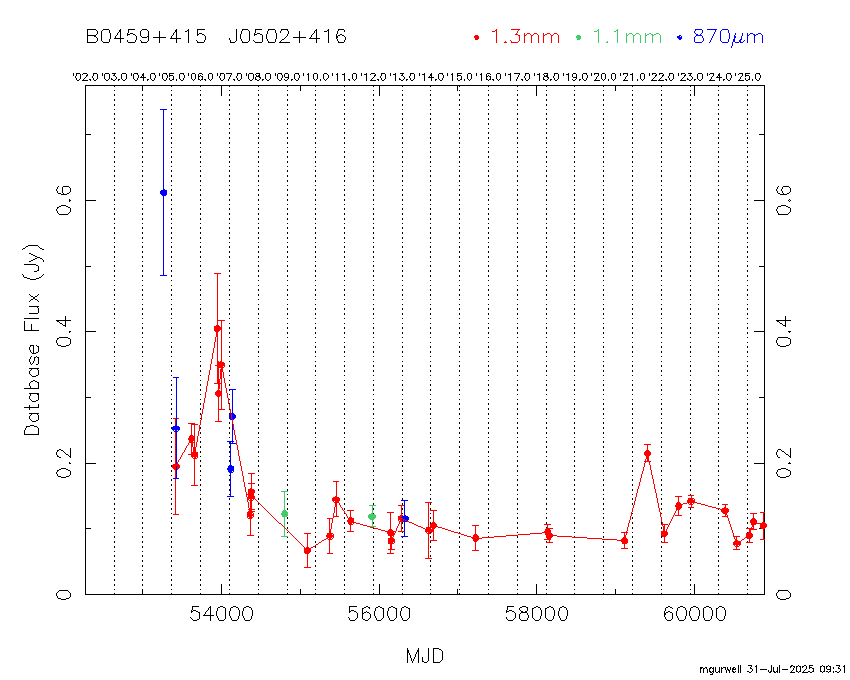 B0459+415 J0502+416 1.3mm 1.1mm 870μm
'02.0 '03.0 '04.0 '05.0 '06.0 '07.0 '08.0 '09.0 '10.0 '11.0 '12.0 '13.0 '14.0 '15.0 '16.0 '17.0 '18.0 '19.0 '20.0 '21.0 '22.0 '23.0 '24.0 '25.0
0.6 0.6
0.4 0.4
Database Flux (Jy)
0.2 0.2
0 0
54000 56000 58000 60000
MJD
mgurwell 31-Jul-2025 09:31